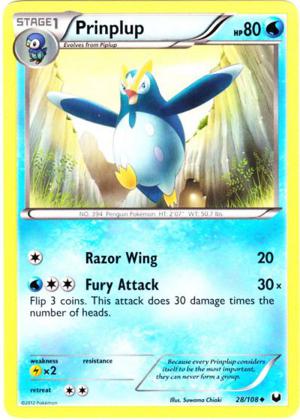 STAGE1
Prinplup
HP80
Evolves from Piplup
NO. 394 Penguin Pokémon HT: 2'07" WT: 50.7 lbs.
Razor Wing 20
Fury Attack 30×
Flip 3 coins. This attack does 30 damage times the
number of heads.
weakness resistance
×2
Because every Prinplup considers
itself to be the most important,
they can never form a group.
retreat
©2012 Pokémon
Illus. Suwama Chiaki
28/108